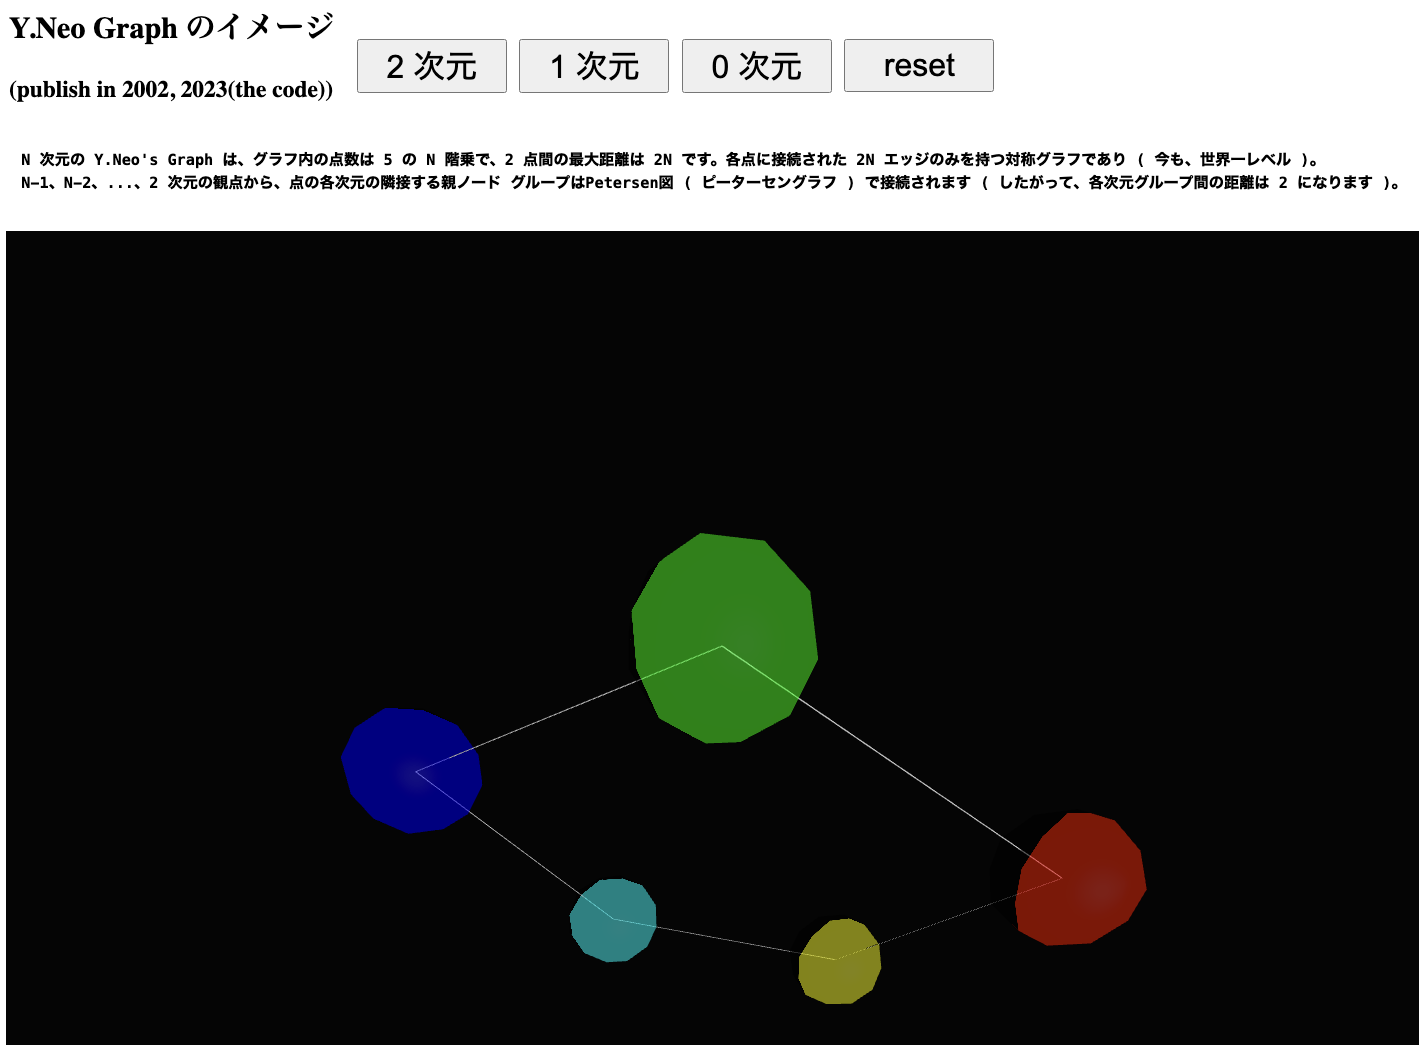 Y.Neo Graph のイメージ
(publish in 2002, 2023(the code))
2 次元
1 次元
0 次元
reset
N 次元の Y.Neo's Graph は、グラフ内の点数は 5 の N 階乗で、2 点間の最大距離は 2N です。各点に接続された 2N エッジのみを持つ対称グラフであり ( 今も、世界一レベル )。
N−1、N−2、...、2 次元の観点から、点の各次元の隣接する親ノード グループはPetersen図 ( ピーターセングラフ ) で接続されます ( したがって、各次元グループ間の距離は 2 になります )。